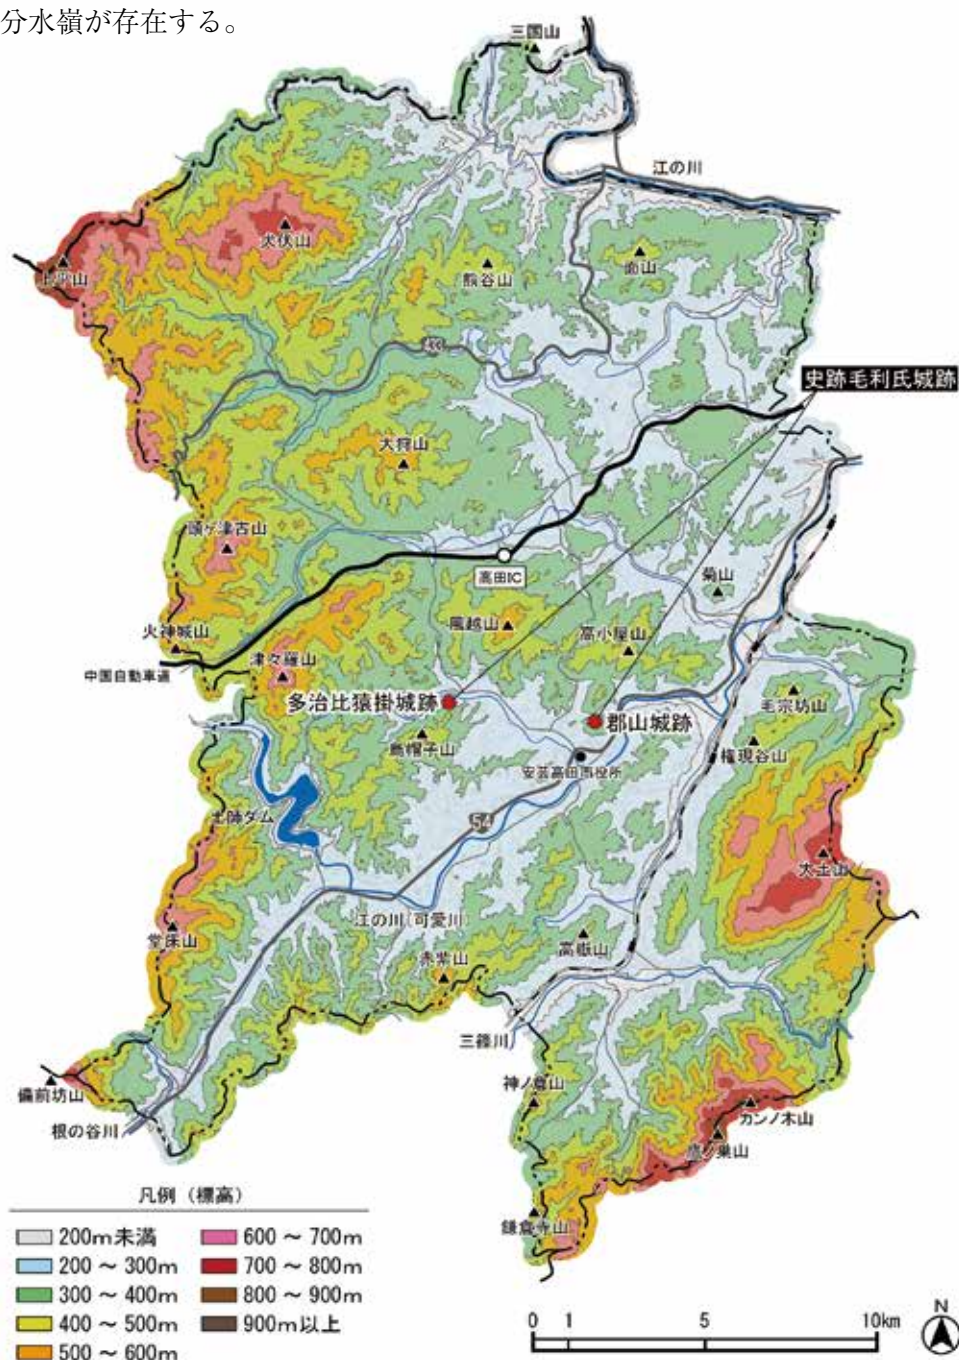 分水嶺が存在する。
三国山
江の川
犬伏山
上平山
熊谷山
面山
史跡毛利氏城跡
大狩山
頭ヶ津古山
高田IC
菊山
風越山
高小屋山
火神城山
津々羅山
中国自動車道
多治比猿掛城跡
郡山城跡
毛宗坊山
烏帽子山
権現谷山
安芸高田市役所
土師ダム
54
大土山
江の川(可愛川)
堂床山
高嶽山
赤柴山
三篠川
備前坊山
神ノ倉山
カンノ木山
根の谷川
鷹ノ巣山
鎌倉寺山
凡例(標高)
200m未満
200 ～ 300m
300 ～ 400m
400 ～ 500m
500 ～ 600m
600 ～ 700m
700 ～ 800m
800 ～ 900m
900m以上
0 1 5 10km
N